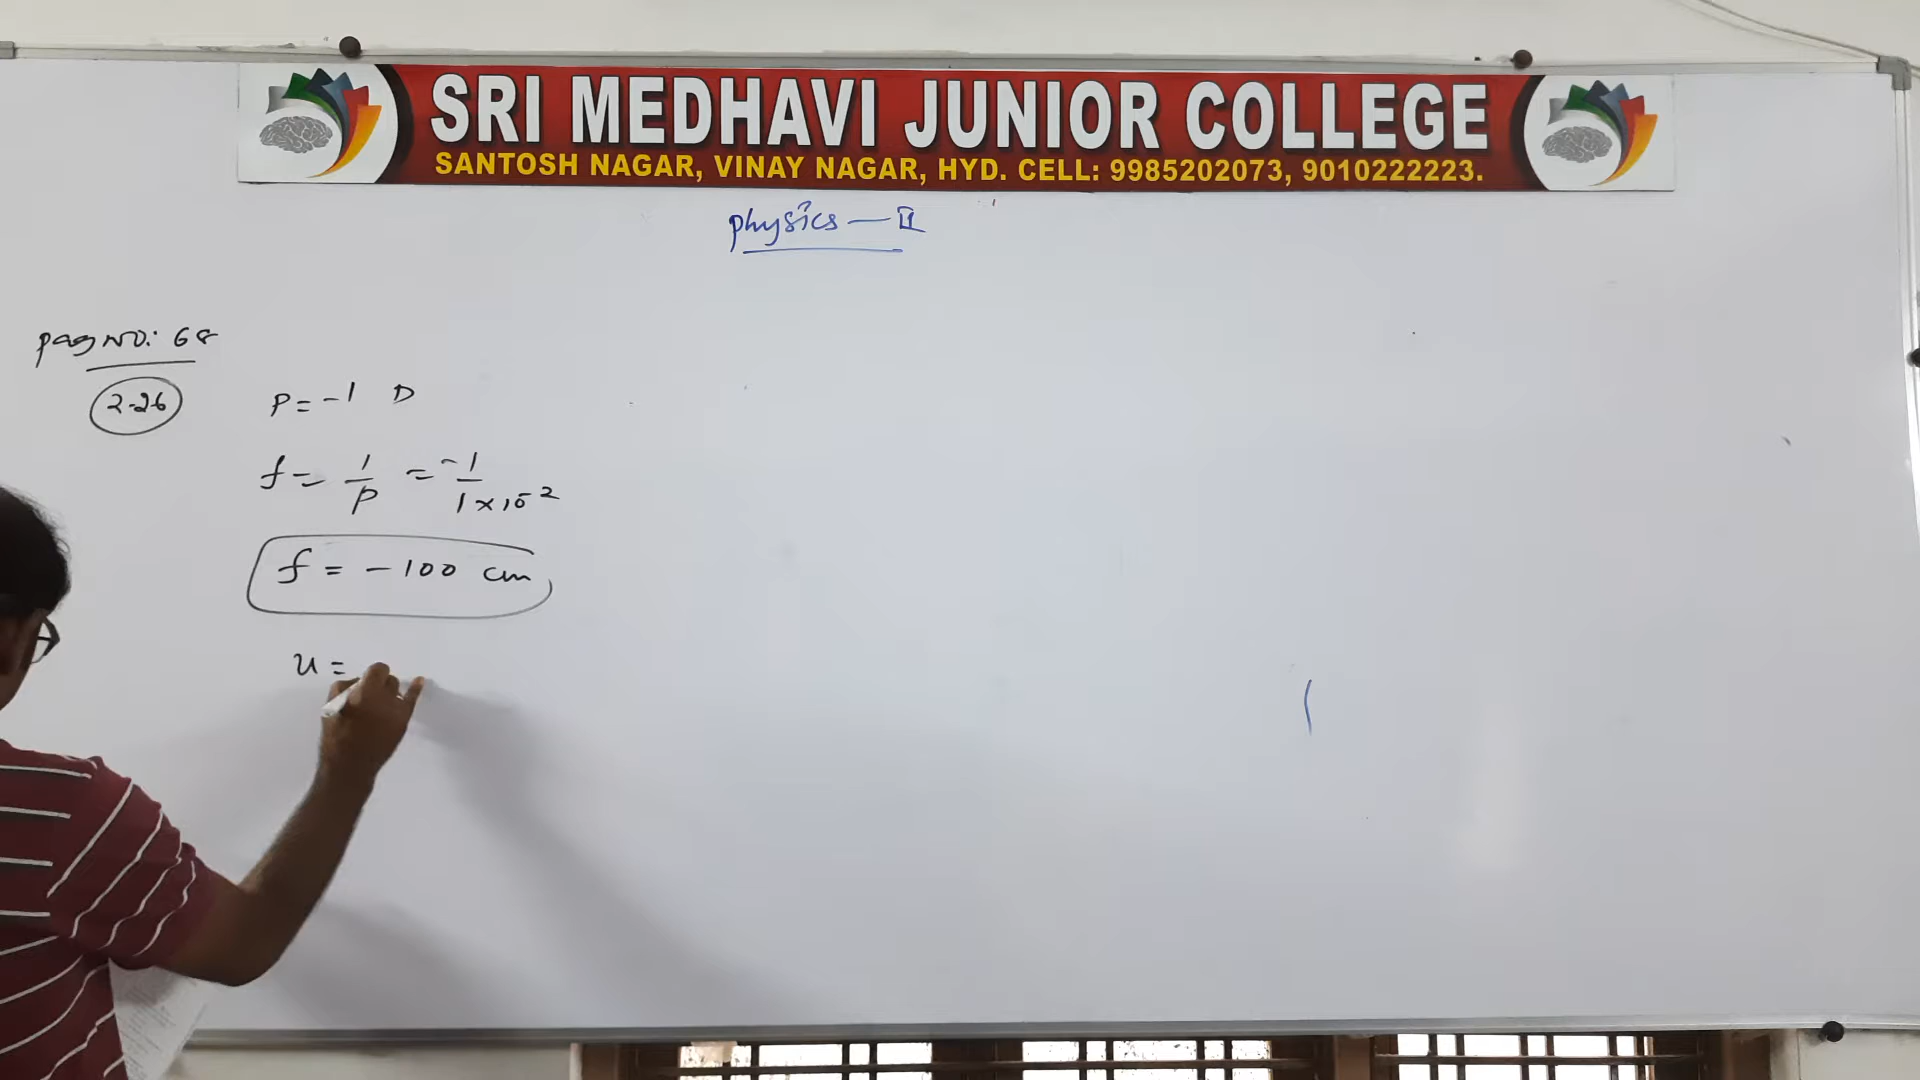 SRI MEDHAVI JUNIOR COLLEGE
SANTOSH NAGAR, VINAY NAGAR, HYD. CELL: 9985202073, 9010222223.
physics — II
pag NO: 68
2.26
P = -1 D
f = 1/P = -1/1×10^-2
f = -100 cm
u =